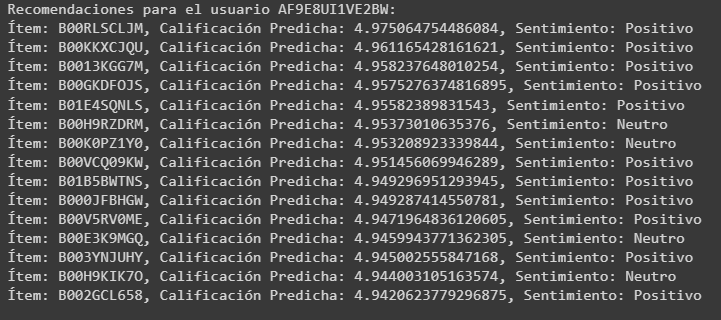 Recomendaciones para el usuario AF9E8UI1VE2BW:
Ítem: B00RLSCLJM, Calificación Predicha: 4.975064754486084, Sentimiento: Positivo
Ítem: B00KKXCJQU, Calificación Predicha: 4.961165428161621, Sentimiento: Positivo
Ítem: B0013KGG7M, Calificación Predicha: 4.958237648010254, Sentimiento: Positivo
Ítem: B00GKDFOJS, Calificación Predicha: 4.9575276374816895, Sentimiento: Positivo
Ítem: B01E4SQNLS, Calificación Predicha: 4.95582389831543, Sentimiento: Positivo
Ítem: B00H9RZDRM, Calificación Predicha: 4.95373010635376, Sentimiento: Neutro
Ítem: B00K0PZ1Y0, Calificación Predicha: 4.953208923339844, Sentimiento: Neutro
Ítem: B00VCQ09KW, Calificación Predicha: 4.951456069946289, Sentimiento: Positivo
Ítem: B01B5BWTNS, Calificación Predicha: 4.949296951293945, Sentimiento: Positivo
Ítem: B000JFBHGW, Calificación Predicha: 4.949287414550781, Sentimiento: Positivo
Ítem: B00V5RV0ME, Calificación Predicha: 4.9471964836120605, Sentimiento: Positivo
Ítem: B00E3K9MGQ, Calificación Predicha: 4.9459943771362305, Sentimiento: Neutro
Ítem: B003YNJUHY, Calificación Predicha: 4.945002555847168, Sentimiento: Positivo
Ítem: B00H9KIK7O, Calificación Predicha: 4.944003105163574, Sentimiento: Neutro
Ítem: B002GCL658, Calificación Predicha: 4.9420623779296875, Sentimiento: Positivo